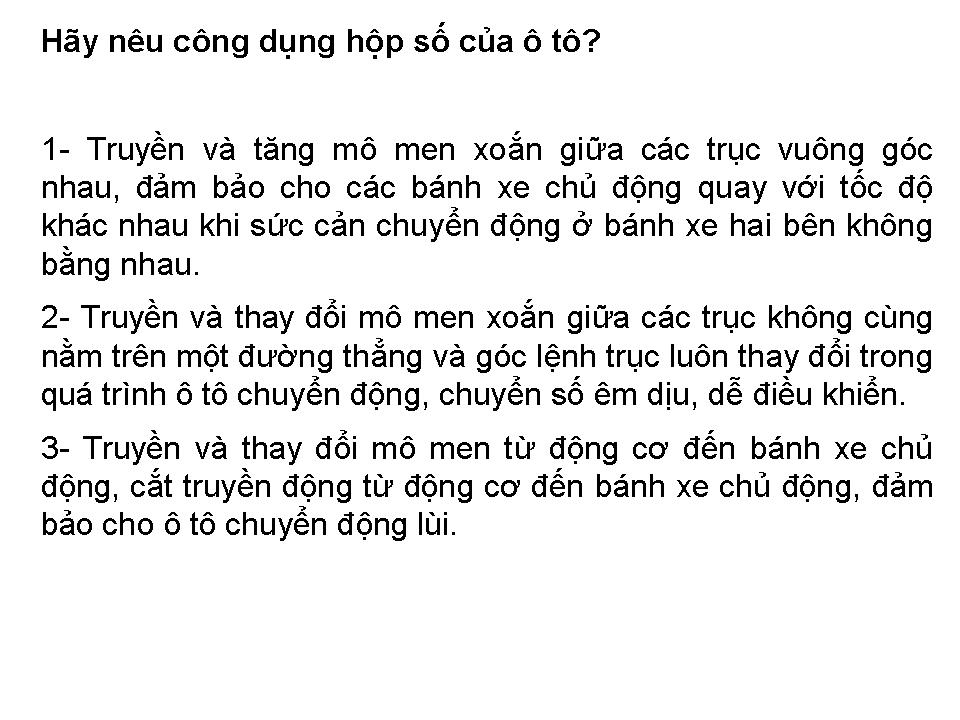 Hãy nêu công dụng hộp số của ô tô?
1- Truyền và tăng mô men xoắn giữa các trục vuông góc
nhau, đảm bảo cho các bánh xe chủ động quay với tốc độ
khác nhau khi sức cản chuyển động ở bánh xe hai bên không
bằng nhau.
2- Truyền và thay đổi mô men xoắn giữa các trục không cùng
nằm trên một đường thẳng và góc lệnh trục luôn thay đổi trong
quá trình ô tô chuyển động, chuyển số êm dịu, dễ điều khiển.
3- Truyền và thay đổi mô men từ động cơ đến bánh xe chủ
động, cắt truyền động từ động cơ đến bánh xe chủ động, đảm
bảo cho ô tô chuyển động lùi.